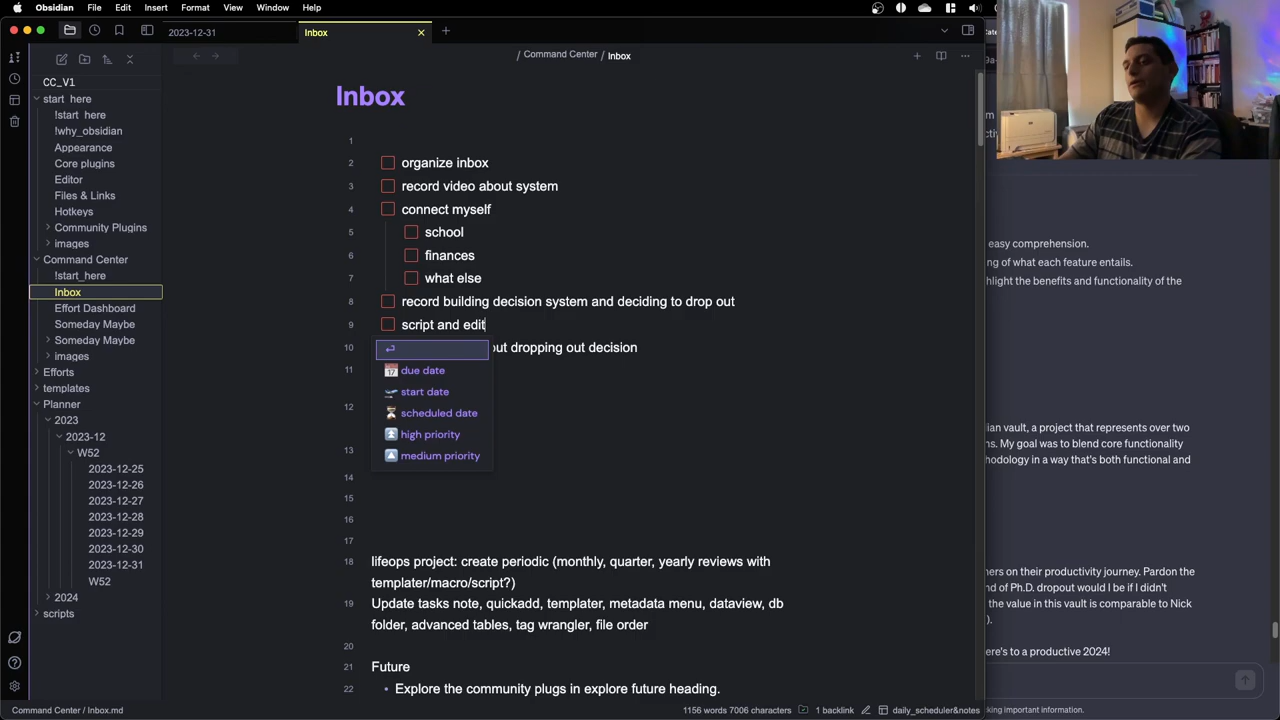 Obsidian File Edit View Insert Format View Window Help
2023-12-31
Inbox
/ Command Center / Inbox
CC_V1
start here
!start here
!why_obsidian
Appearance
Core plugins
Editor
Files & Links
Hotkeys
Community Plugins
images
Command Center
!start_here
Inbox
Effort Dashboard
Someday Maybe
Someday Maybe
images
Efforts
templates
Planner
2023
2023-12
W52
2023-12-25
2023-12-26
2023-12-27
2023-12-28
2023-12-29
2023-12-30
2023-12-31
W52
2024
scripts
Inbox
1
2 organize inbox
3 record video about system
4 connect myself
5 school
6 finances
7 what else
8 record building decision system and deciding to drop out
9 script and edit
10 out dropping out decision
due date
start date
scheduled date
high priority
medium priority
11
12
13
14
15
16
17
18 lifeops project: create periodic (monthly, quarter, yearly reviews with
templater/macro/script?)
19 Update tasks note, quickadd, templater, metadata menu, dataview, db
folder, advanced tables, tag wrangler, file order
20
21 Future
22 • Explore the community plugs in explore future heading.
Command Center / Inbox.md
1156 words 7006 characters
1 backlink
daily_scheduler&notes
easy comprehension.
ng of what each feature entails.
hlight the benefits and functionality of the
ian vault, a project that represents over two
ns. My goal was to blend core functionality
hodology in a way that's both functional and
ners on their productivity journey. Pardon the
nd of Ph.D. dropout would I be if I didn't
the value in this vault is comparable to Nick
).
ere's to a productive 2024!
cking important information.